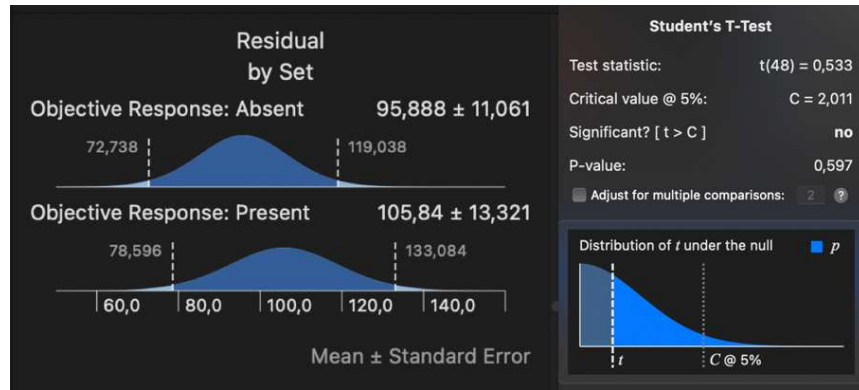 Residual
by Set
Objective Response: Absent 95,888 ± 11,061
72,738 119,038
Objective Response: Present 105,84 ± 13,321
78,596 133,084
60,0 80,0 100,0 120,0 140,0
Mean ± Standard Error
Student's T-Test
Test statistic: t(48) = 0,533
Critical value @ 5%: C = 2,011
Significant? [ t > C ] no
P-value: 0,597
Adjust for multiple comparisons: 2 ?
Distribution of t under the null p
t C @ 5%